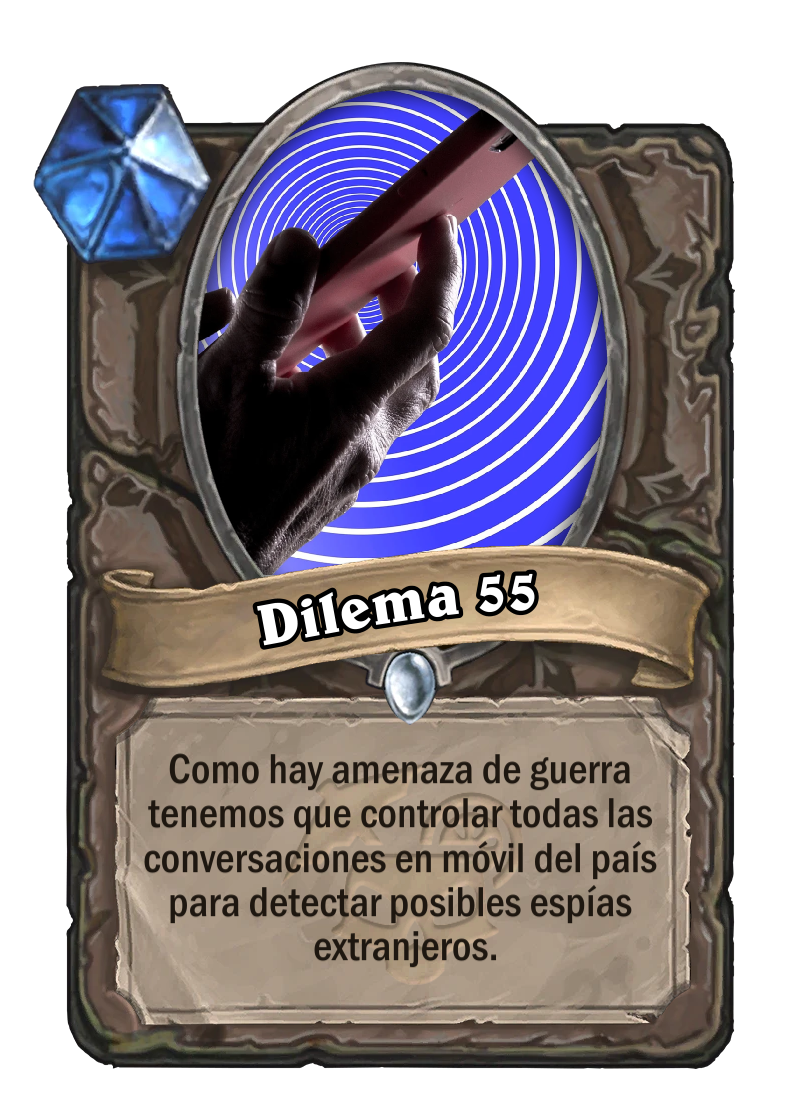 Dilema 55
Como hay amenaza de guerra
tenemos que controlar todas las
conversaciones en móvil del país
para detectar posibles espías
extranjeros.